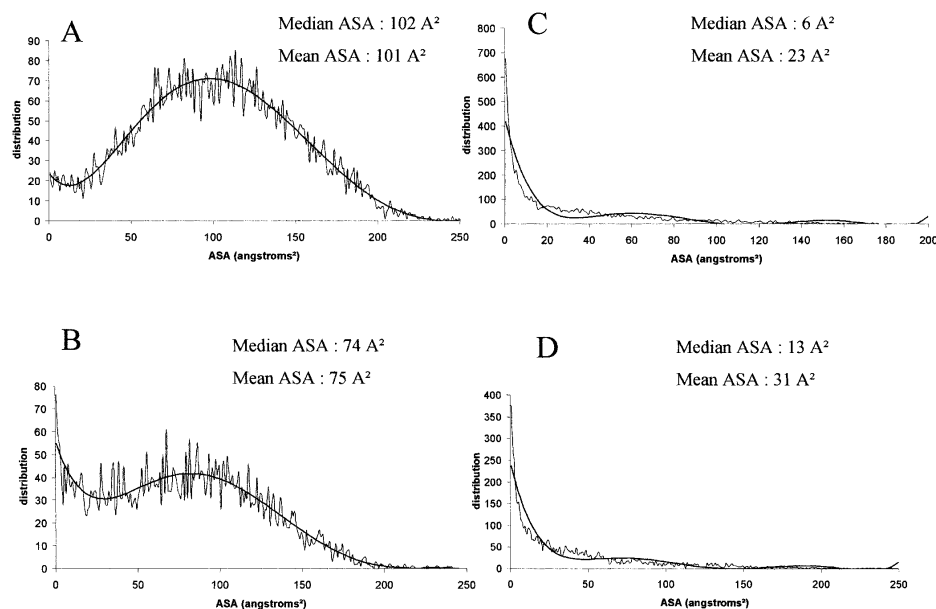 A
Median ASA : 102 A²
Mean ASA : 101 A²
90
80
70
60
50
40
30
20
10
0
distribution
0 50 100 150 200 250
ASA (angstroms²)
C
Median ASA : 6 A²
Mean ASA : 23 A²
800
700
600
500
400
300
200
100
0
distribution
0 20 40 60 80 100 120 140 160 180 200
ASA (angstroms²)
B
Median ASA : 74 A²
Mean ASA : 75 A²
80
70
60
50
40
30
20
10
0
distribution
0 50 100 150 200 250
ASA (angstroms²)
D
Median ASA : 13 A²
Mean ASA : 31 A²
400
350
300
250
200
150
100
50
0
distribution
0 50 100 150 200 250
ASA (angstroms²)